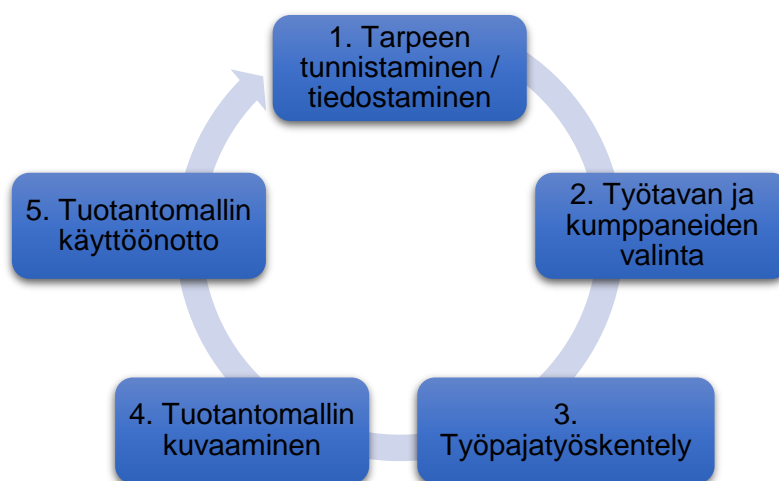 1. Tarpeen
tunnistaminen /
tiedostaminen
2. Työtavan ja
kumppaneiden
valinta
3.
Työpajatyöskentely
4. Tuotantomallin
kuvaaminen
5. Tuotantomallin
käyttöönotto